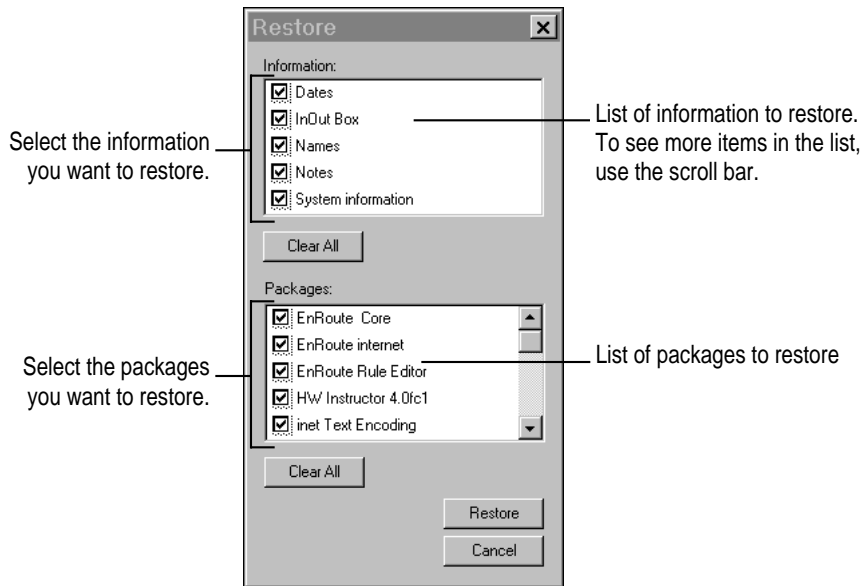 Restore
Information:
Dates
InOut Box
Names
Notes
System information
Select the information
you want to restore.
List of information to restore.
To see more items in the list,
use the scroll bar.
Clear All
Packages:
EnRoute Core
EnRoute internet
EnRoute Rule Editor
HW Instructor 4.0fc1
inet Text Encoding
Select the packages
you want to restore.
List of packages to restore
Clear All
Restore
Cancel